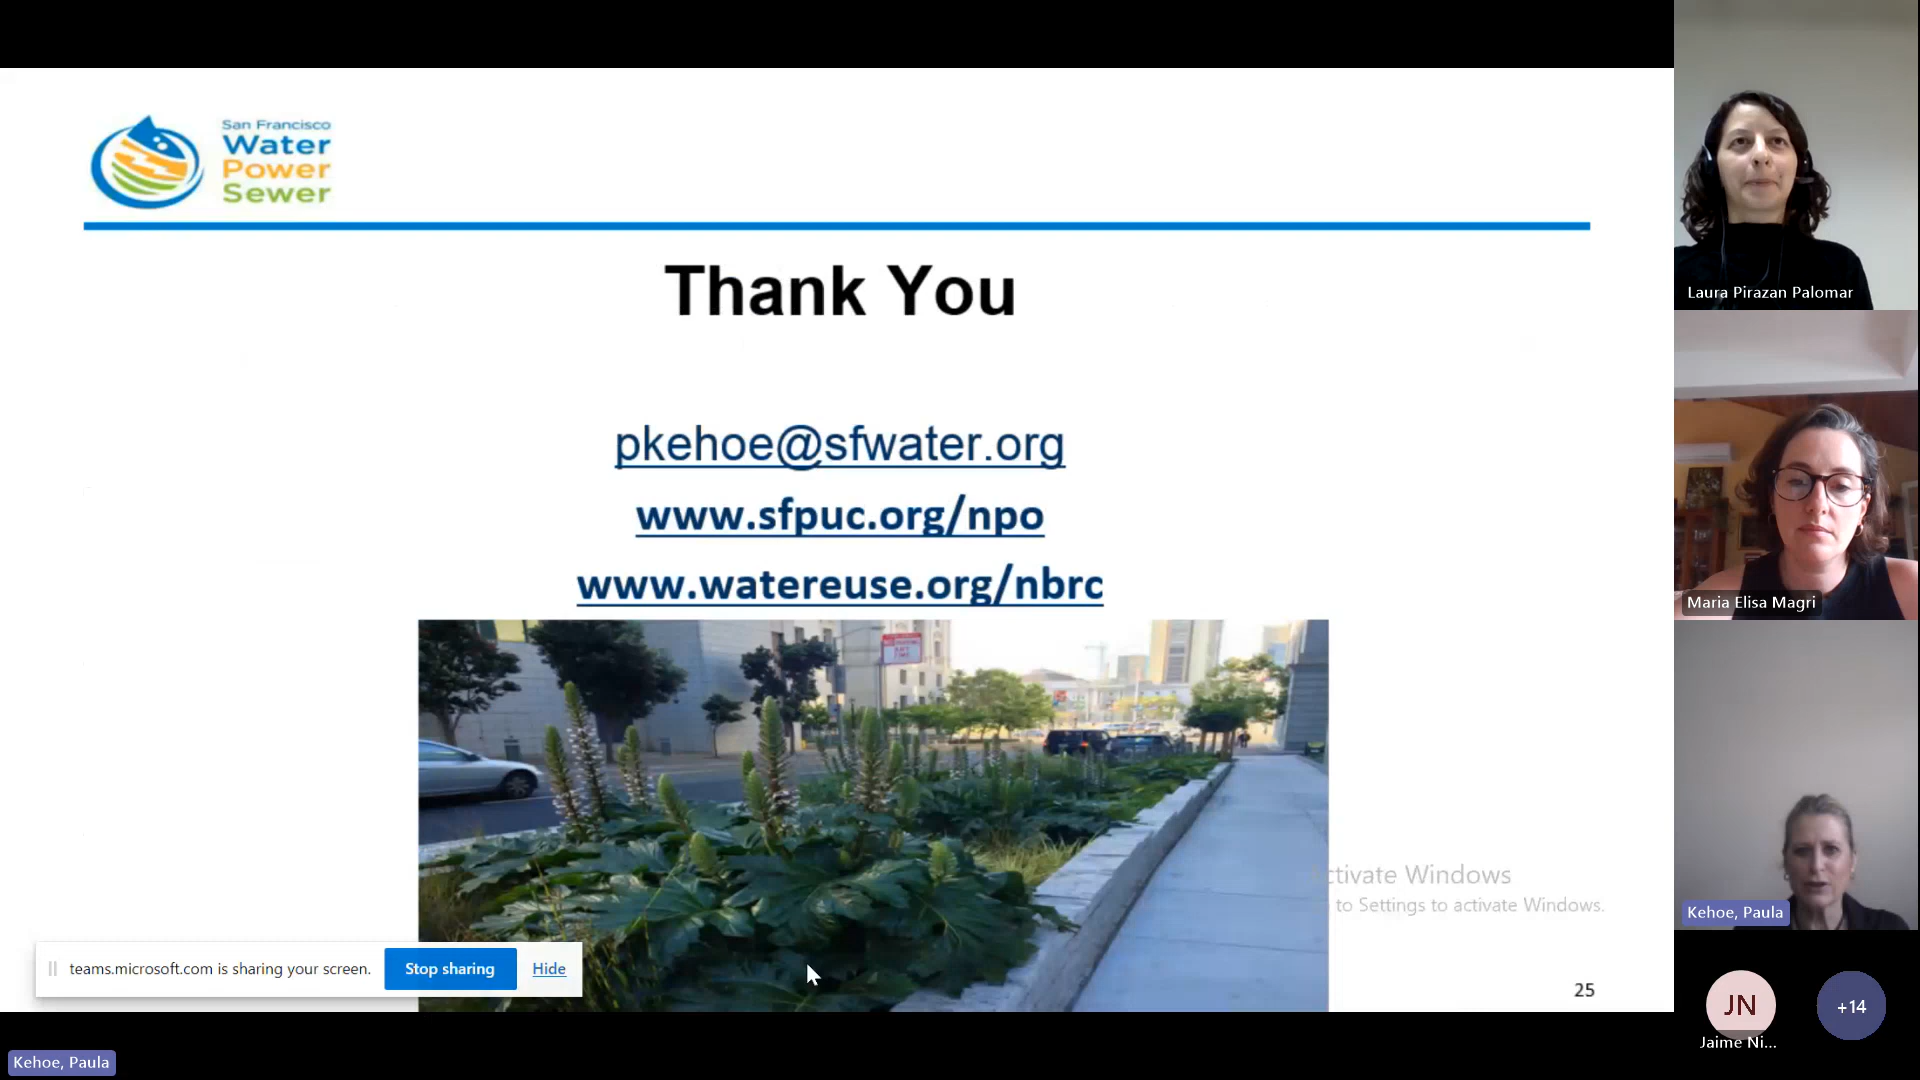 San Francisco
Water
Power
Sewer
Thank You
pkehoe@sfwater.org
www.sfpuc.org/npo
www.watereuse.org/nbrc
ctivate Windows
to Settings to activate Windows.
teams.microsoft.com is sharing your screen.
Stop sharing
Hide
25
Kehoe, Paula
Laura Pirazan Palomar
Maria Elisa Magri
Kehoe, Paula
JN
+14
Jaime Ni...